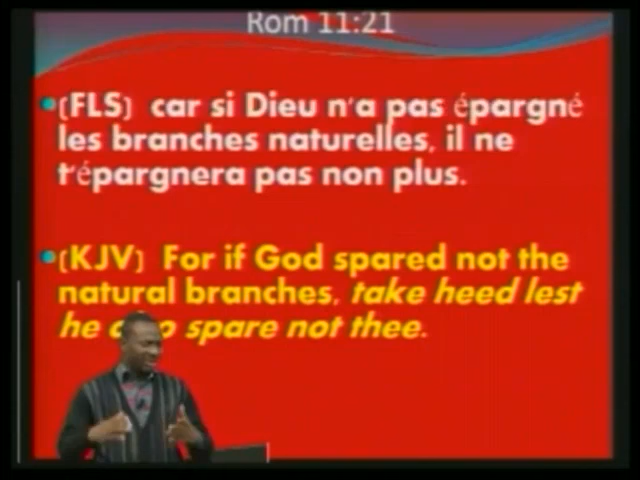 Rom 11:21
•(FLS) car si Dieu n'a pas épargné
les branches naturelles, il ne
t'épargnera pas non plus.
•(KJV) For if God spared not the
natural branches, take heed lest
he spare not thee.